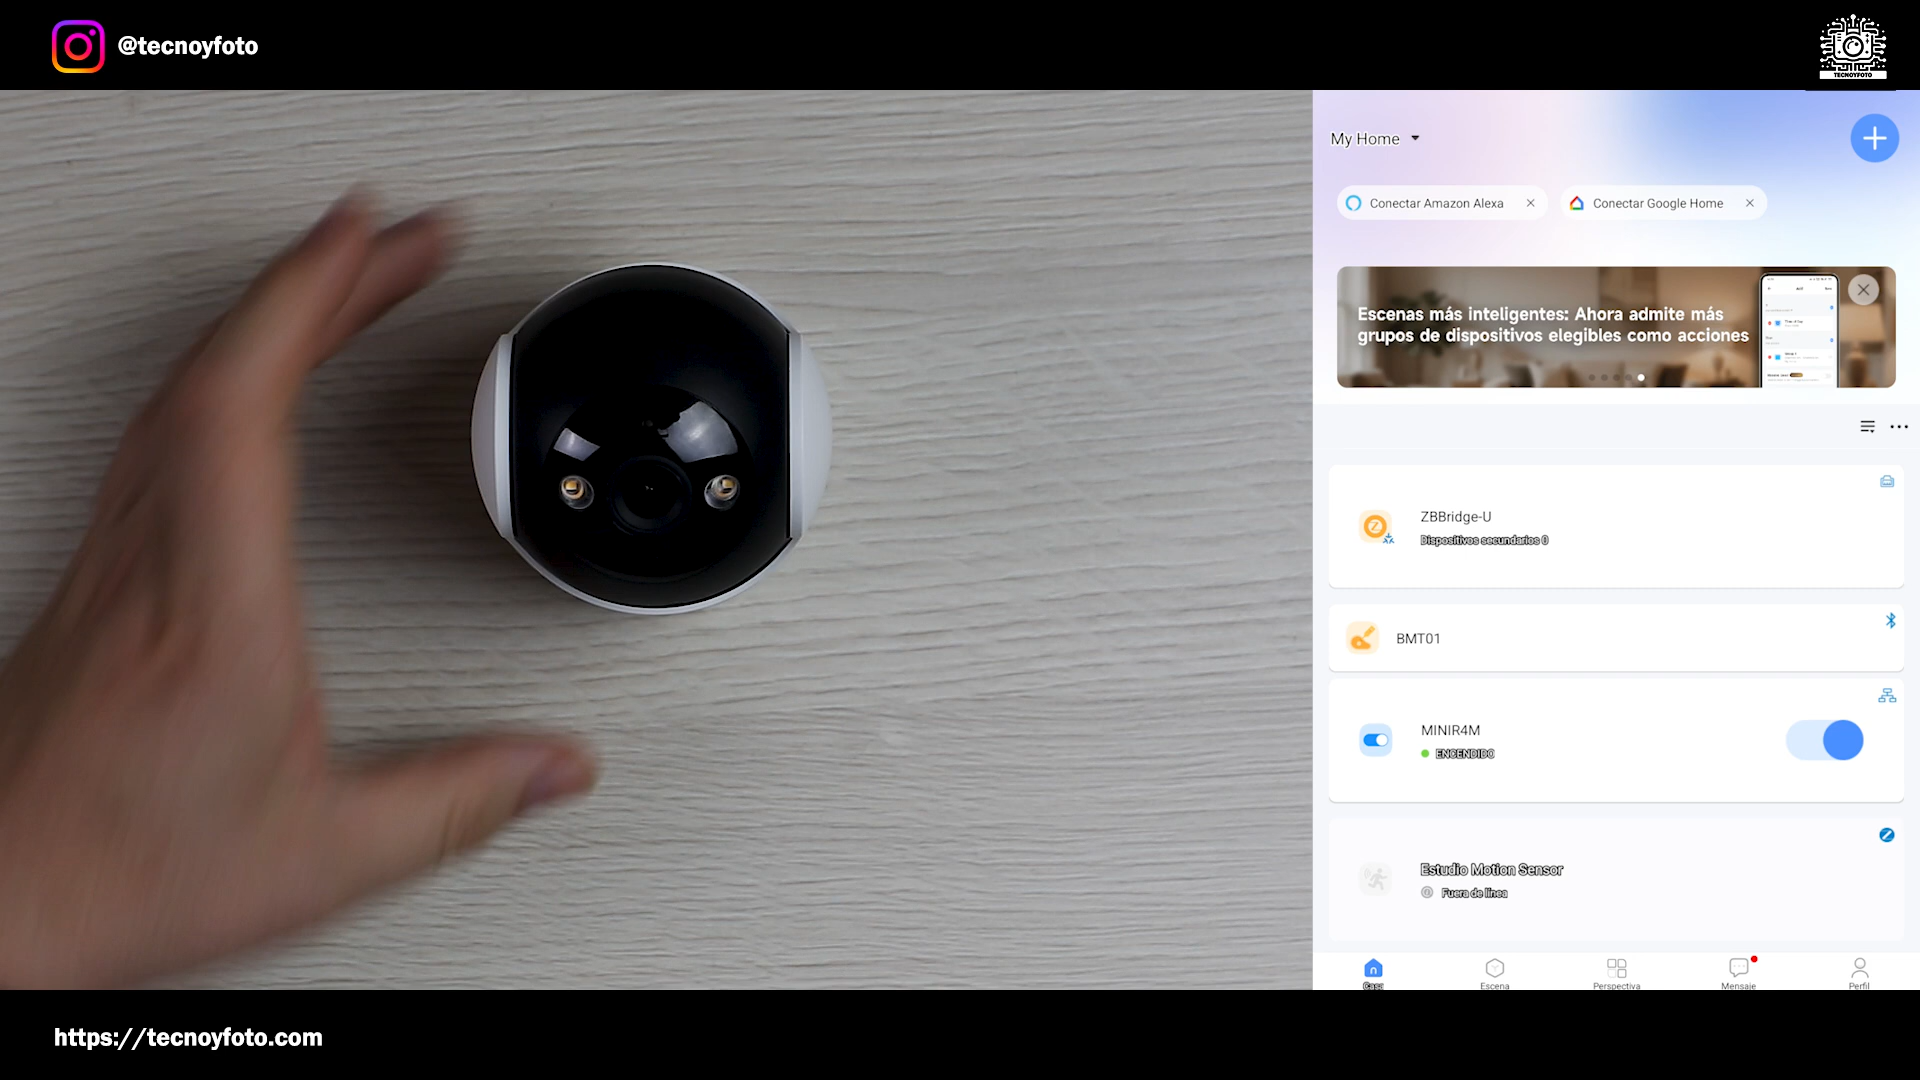 @tecnoyfoto
TECNOYFOTO
My Home
Conectar Amazon Alexa
Conectar Google Home
Escenas más inteligentes: Ahora admite más
grupos de dispositivos elegibles como acciones
ZBBridge-U
Dispositivos secundarios 0
BMT01
MINIR4M
ENCENDIDO
Estudio Motion Sensor
Fuera de línea
Casa
Escena
Perspectiva
Mensaje
Perfil
https://tecnoyfoto.com